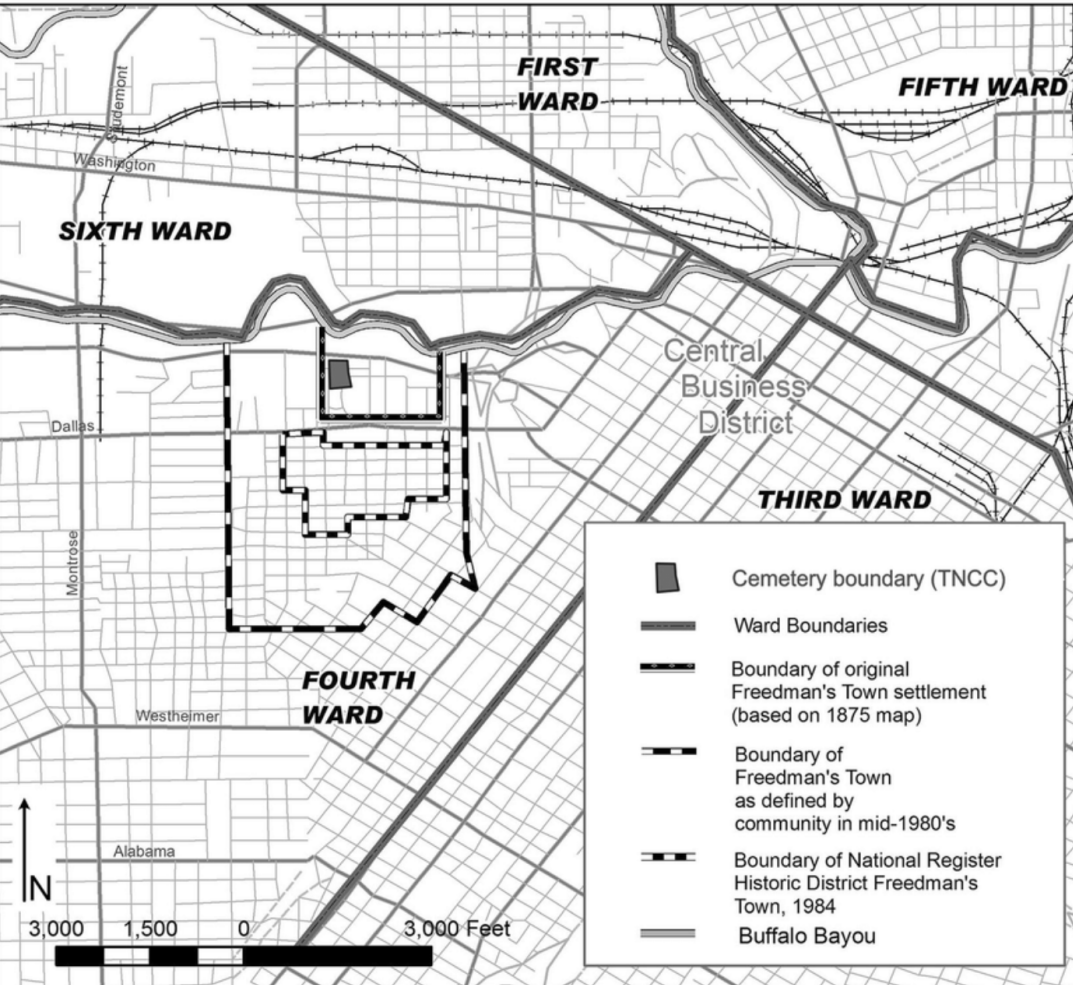 FIRST
WARD
FIFTH WARD
Studemont
Washington
SIXTH WARD
Central
Business
District
Dallas
THIRD WARD
Montrose
FOURTH
WARD
Westheimer
Alabama
N
3,000 1,500 0 3,000 Feet
Cemetery boundary (TNCC)
Ward Boundaries
Boundary of original
Freedman's Town settlement
(based on 1875 map)
Boundary of
Freedman's Town
as defined by
community in mid-1980's
Boundary of National Register
Historic District Freedman's
Town, 1984
Buffalo Bayou